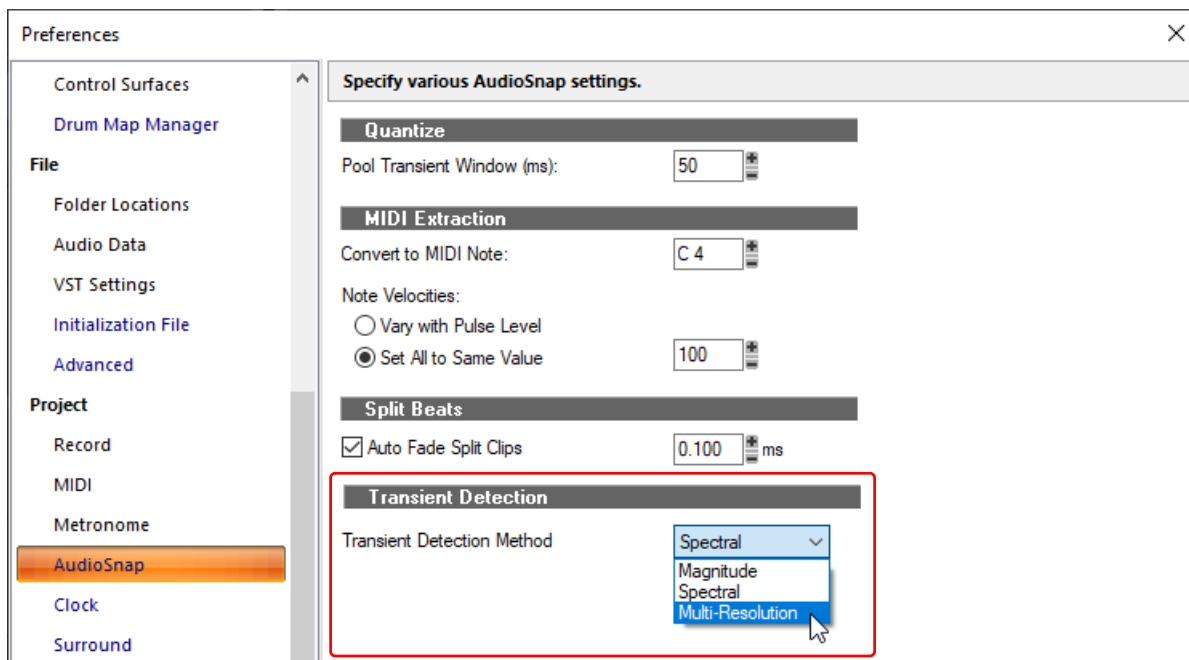 Preferences
Control Surfaces
Drum Map Manager
File
Folder Locations
Audio Data
VST Settings
Initialization File
Advanced
Project
Record
MIDI
Metronome
AudioSnap
Clock
Surround
Specify various AudioSnap settings.
Quantize
Pool Transient Window (ms): 50
MIDI Extraction
Convert to MIDI Note: C 4
Note Velocities:
Vary with Pulse Level
Set All to Same Value 100
Split Beats
Auto Fade Split Clips 0.100 ms
Transient Detection
Transient Detection Method Spectral
Magnitude
Spectral
Multi-Resolution